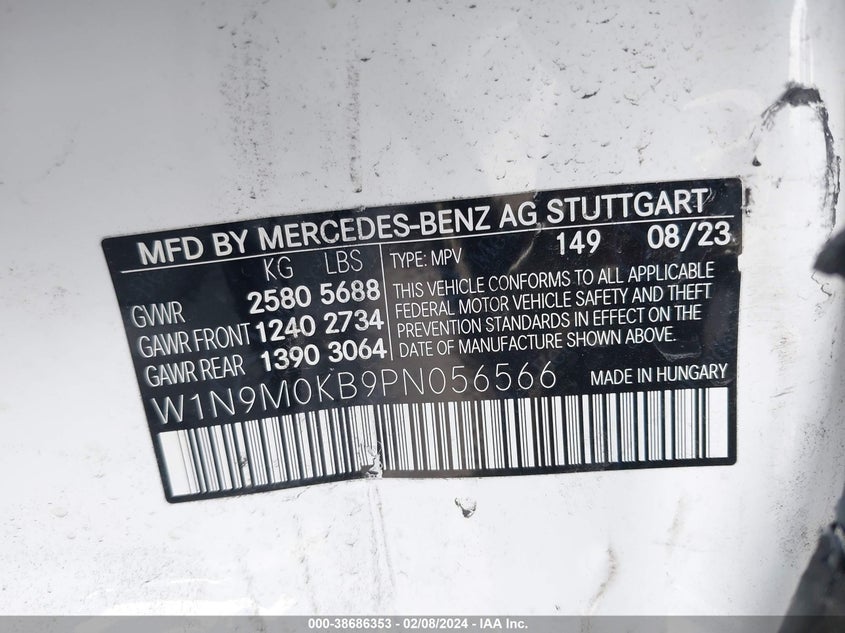 MFD BY MERCEDES-BENZ AG STUTTGART
KG LBS TYPE: MPV 149 08/23
GVWR 2580 5688
GAWR FRONT 1240 2734
GAWR REAR 1390 3064
THIS VEHICLE CONFORMS TO ALL APPLICABLE
FEDERAL MOTOR VEHICLE SAFETY AND THEFT
PREVENTION STANDARDS IN EFFECT ON THE
DATE OF MANUFACTURE SHOWN ABOVE.
W1N9M0KB9PN056566 MADE IN HUNGARY
000-38686353 - 02/08/2024 - IAA Inc.